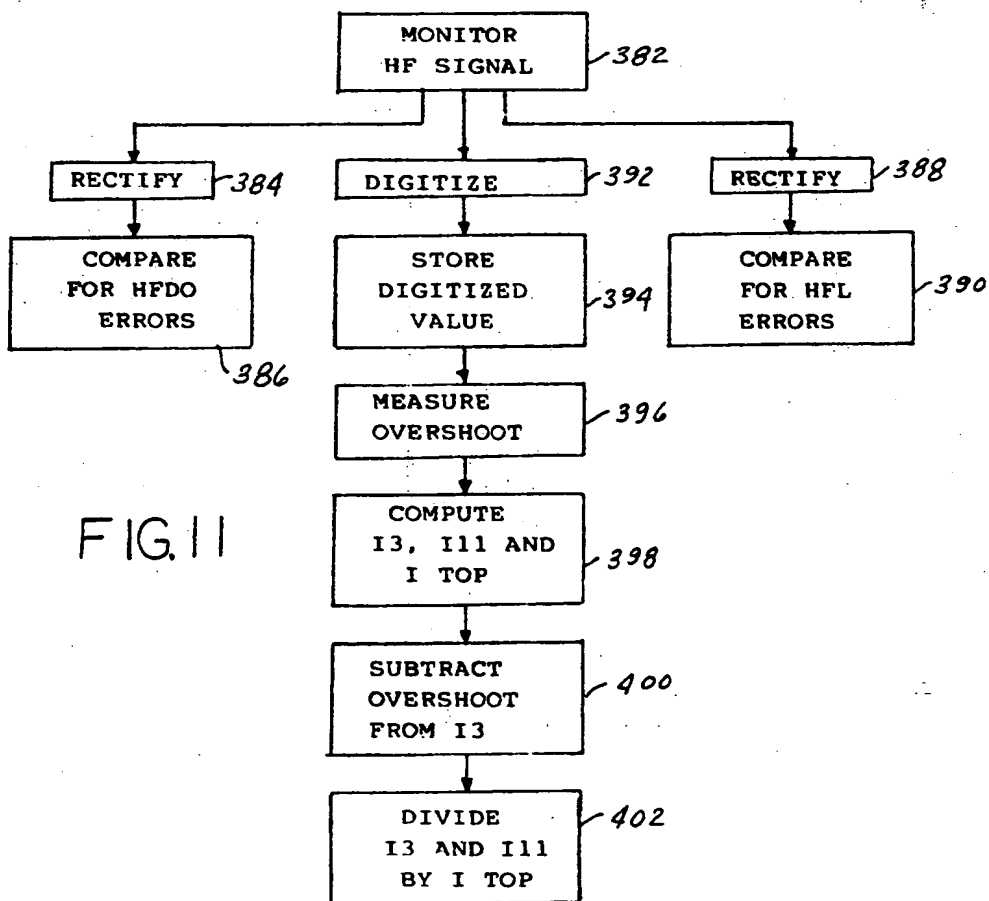 MONITOR
HF SIGNAL
382
RECTIFY
384
DIGITIZE
392
RECTIFY
388
COMPARE
FOR HFDO
ERRORS
386
STORE
DIGITIZED
VALUE
394
COMPARE
FOR HFL
ERRORS
390
MEASURE
OVERSHOOT
396
FIG.11
COMPUTE
I3, I11 AND
I TOP
398
SUBTRACT
OVERSHOOT
FROM I3
400
DIVIDE
I3 AND I11
BY I TOP
402